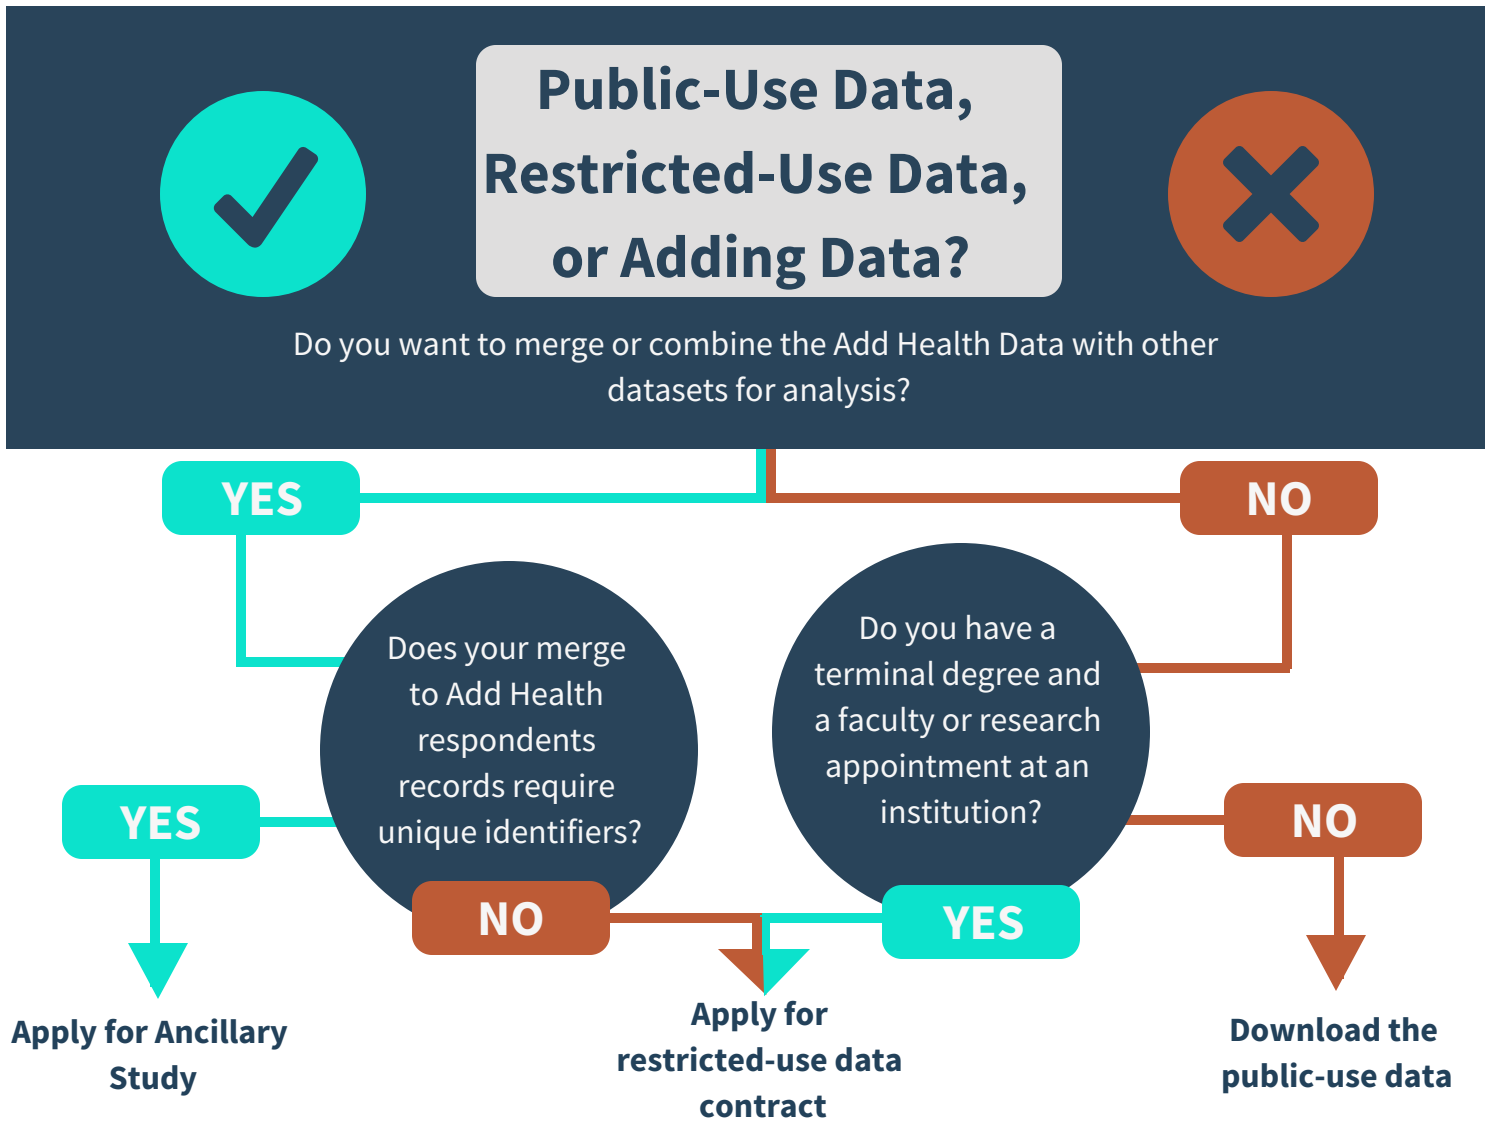 Public-Use Data,
Restricted-Use Data,
or Adding Data?
Do you want to merge or combine the Add Health Data with other
datasets for analysis?
YES
NO
Does your merge
to Add Health
respondents
records require
unique identifiers?
Do you have a
terminal degree and
a faculty or research
appointment at an
institution?
YES
NO
YES
NO
Apply for Ancillary
Study
Apply for
restricted-use data
contract
Download the
public-use data